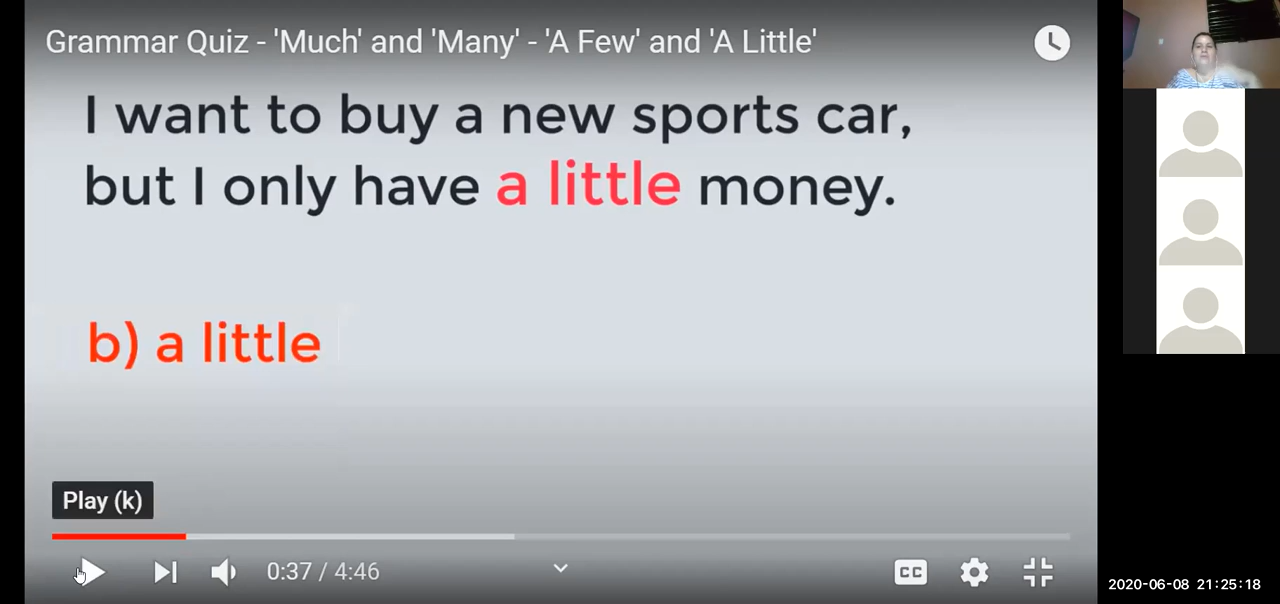 Grammar Quiz - 'Much' and 'Many' - 'A Few' and 'A Little'
I want to buy a new sports car,
but I only have a little money.
b) a little
Play (k)
0:37 / 4:46
CC
2020-06-08 21:25:18